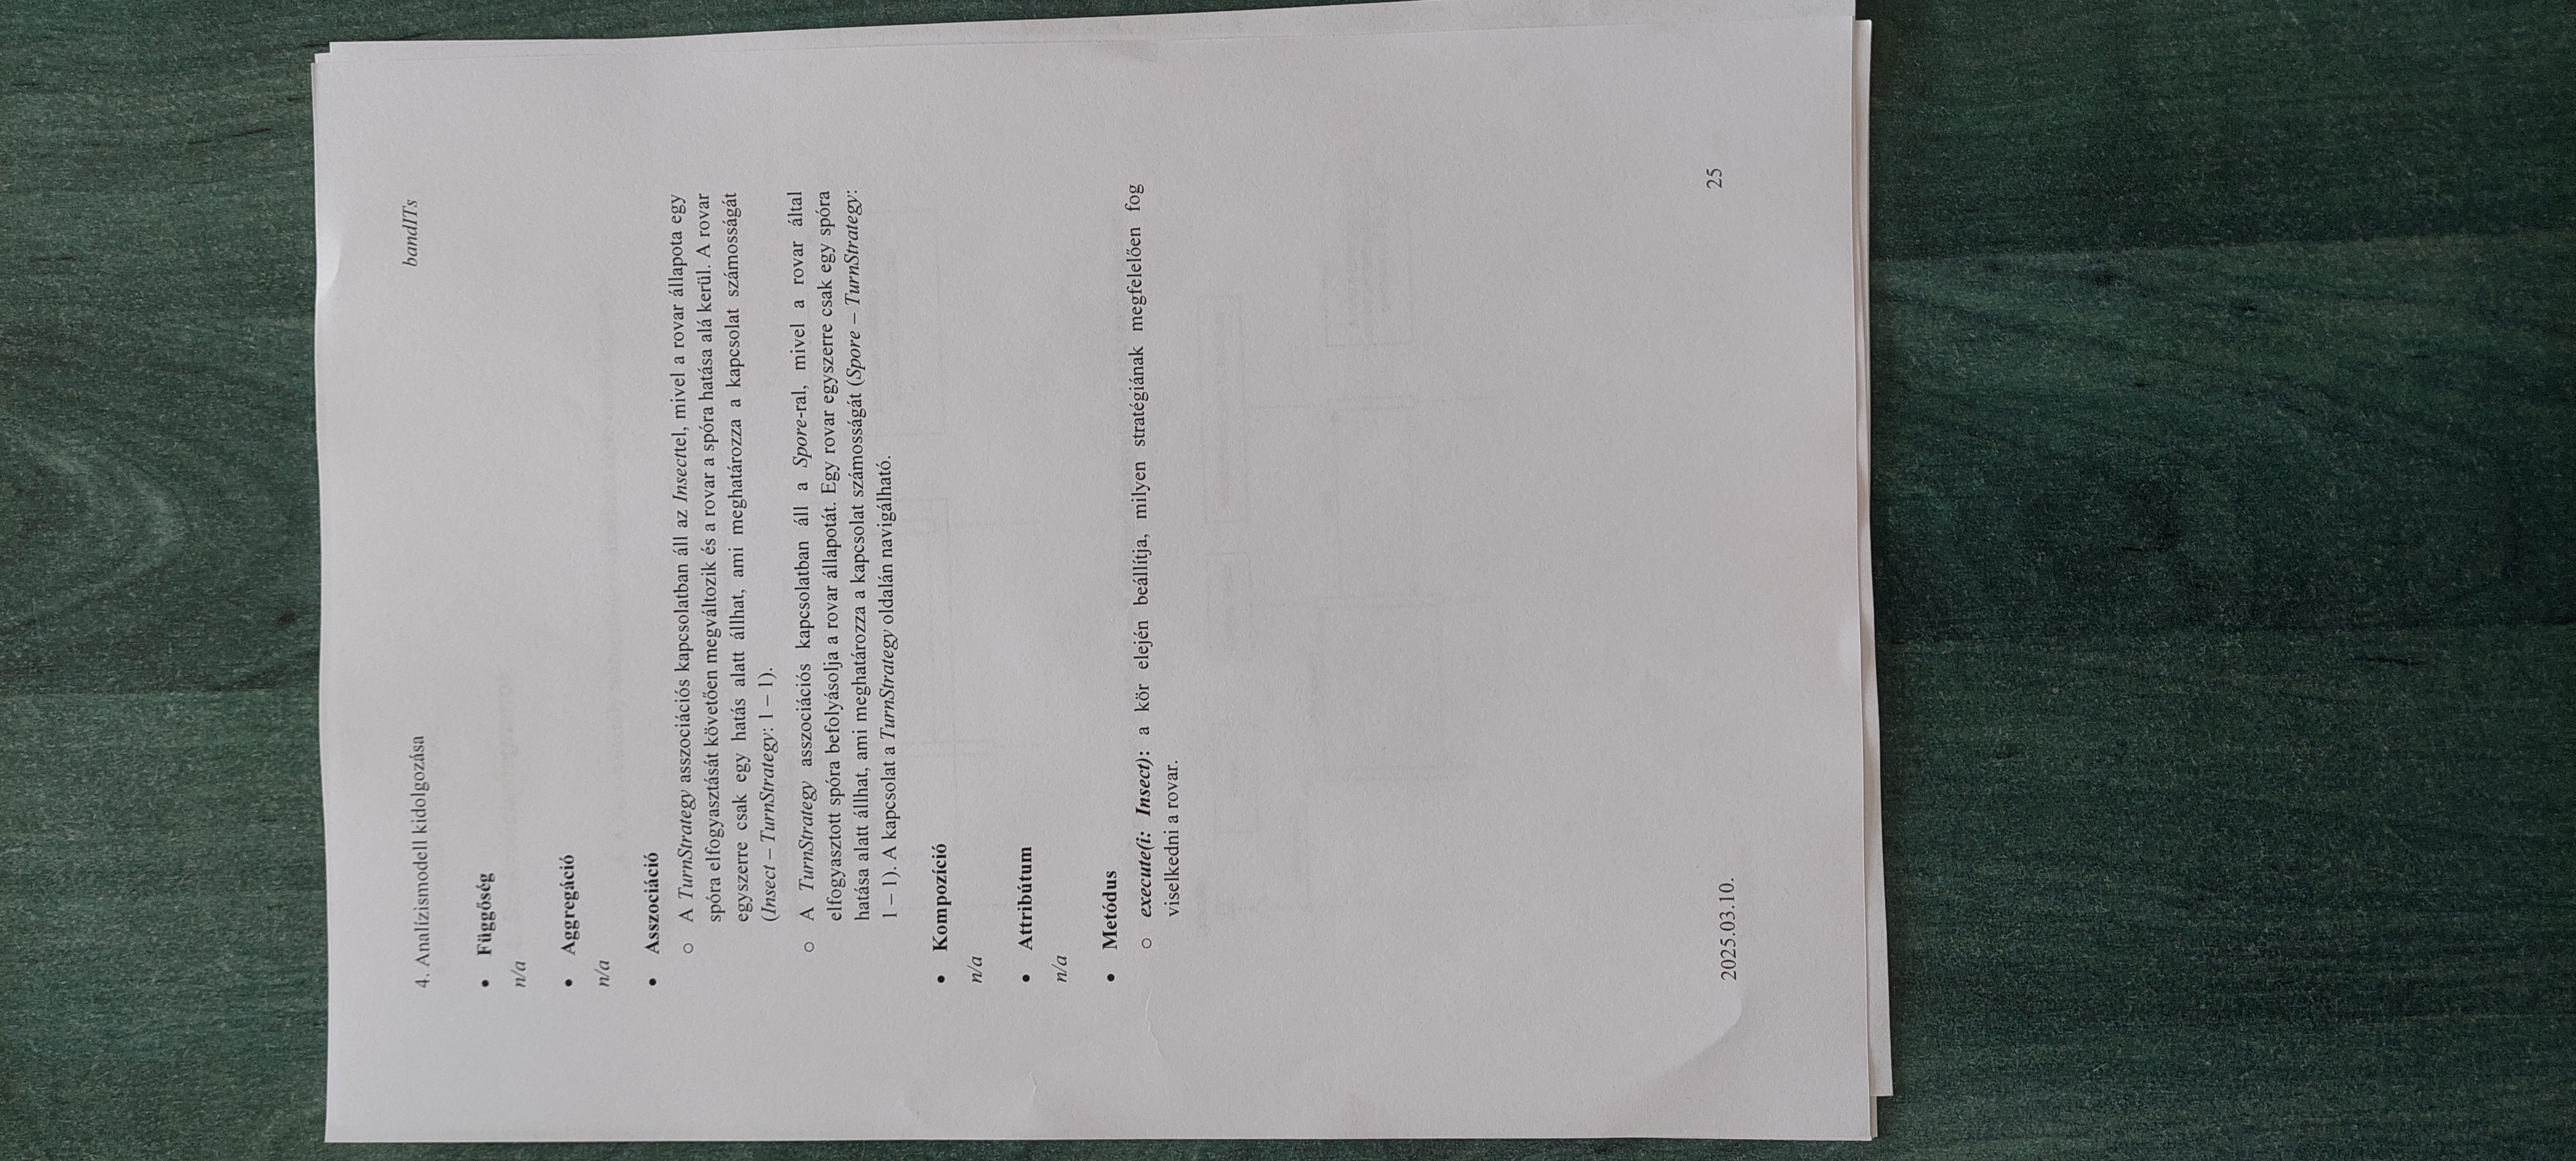 4. Analízismodell kidolgozása
bandITs
• Függőség
n/a
• Aggregáció
n/a
• Asszociáció
o A TurnStrategy asszociációs kapcsolatban áll az Insecttel, mivel a rovar állapota egy
spóra elfogyasztását követően megváltozik és a rovar a spóra hatása alá kerül. A rovar
egyszerre csak egy hatás alatt állhat, ami meghatározza a kapcsolat számosságát
(Insect – TurnStrategy: 1 – 1).
o A TurnStrategy asszociációs kapcsolatban áll a Spore-ral, mivel a rovar által
elfogyasztott spóra befolyásolja a rovar állapotát. Egy rovar egyszerre csak egy spóra
hatása alatt állhat, ami meghatározza a kapcsolat számosságát (Spore – TurnStrategy:
1 – 1). A kapcsolat a TurnStrategy oldalán navigálható.
• Kompozíció
n/a
• Attribútum
n/a
• Metódus
o execute(i: Insect): a kör elején beállítja, milyen stratégiának megfelelően fog
viselkedni a rovar.
2025.03.10.
25